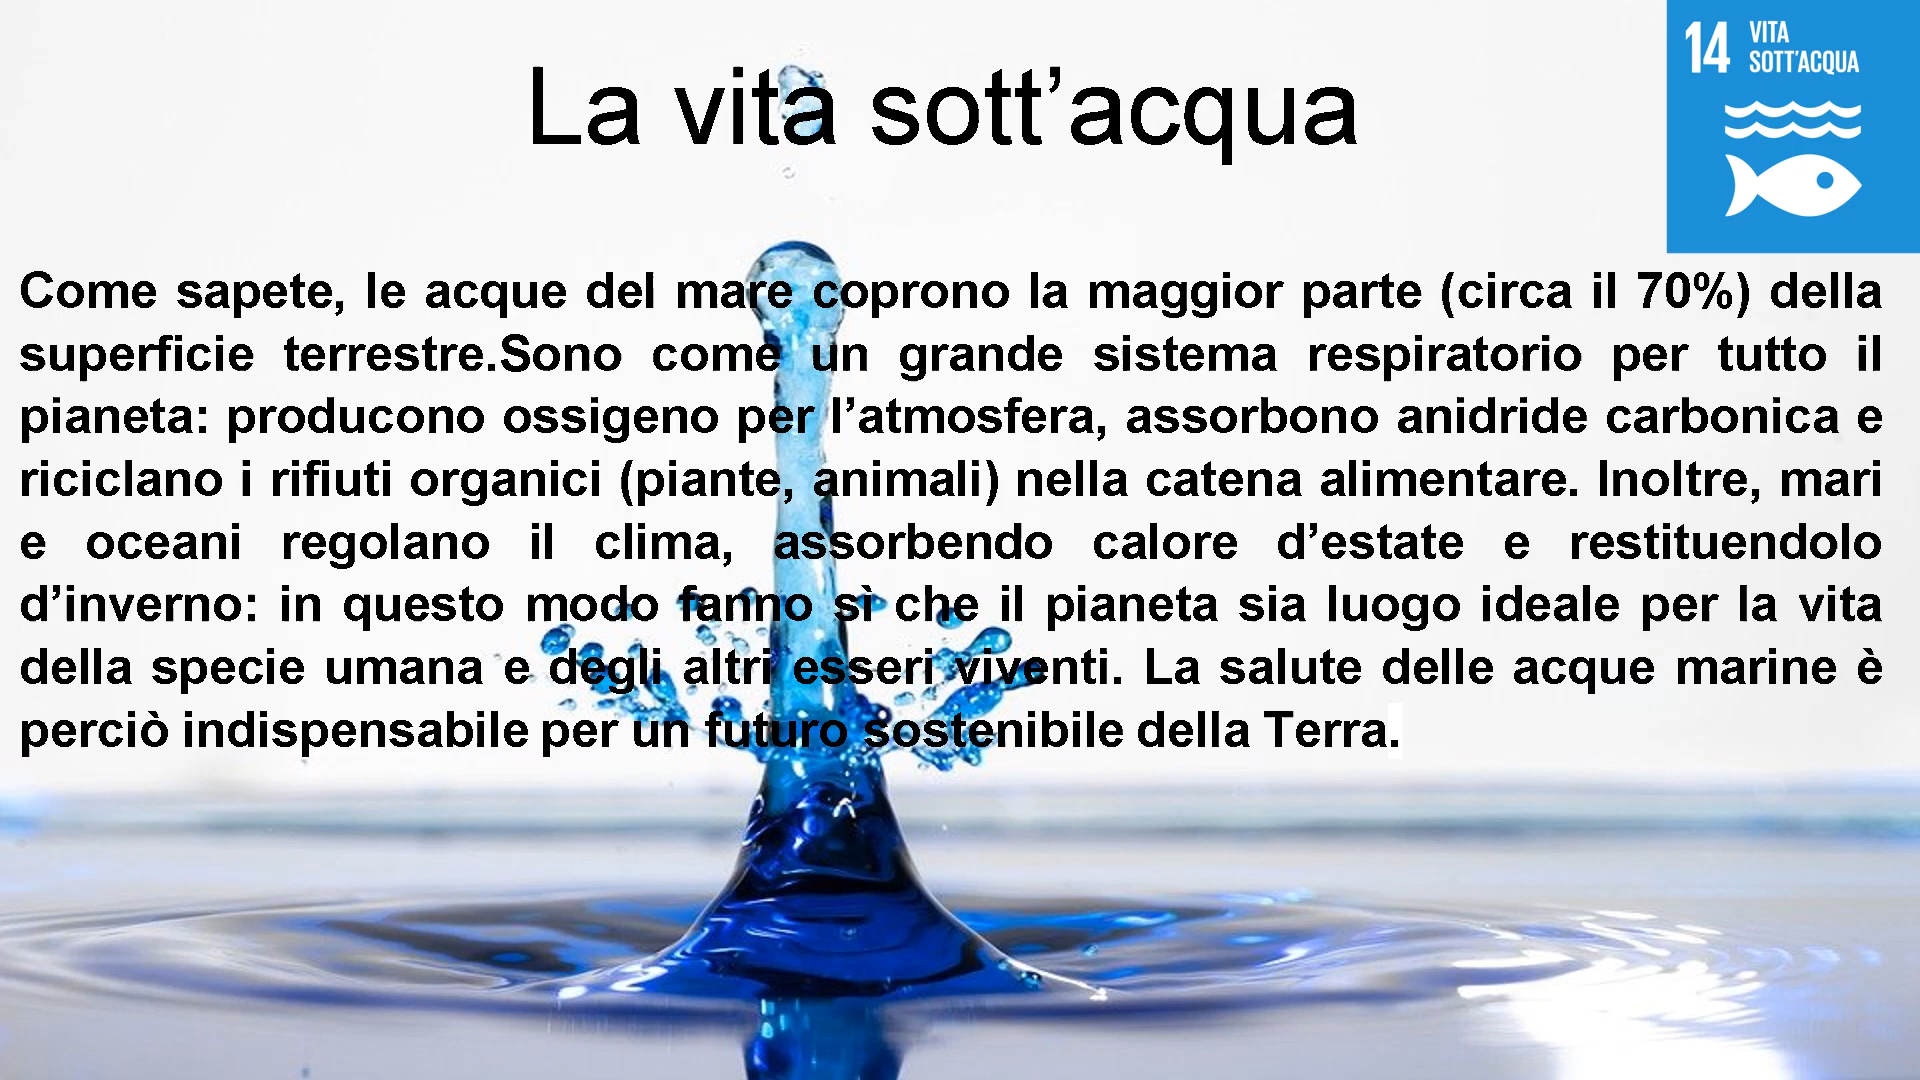 La vita sott’acqua
14 VITA
SOTT'ACQUA
Come sapete, le acque del mare coprono la maggior parte (circa il 70%) della
superficie terrestre.Sono come un grande sistema respiratorio per tutto il
pianeta: producono ossigeno per l’atmosfera, assorbono anidride carbonica e
riciclano i rifiuti organici (piante, animali) nella catena alimentare. Inoltre, mari
e oceani regolano il clima, assorbendo calore d’estate e restituendolo
d’inverno: in questo modo fanno sì che il pianeta sia luogo ideale per la vita
della specie umana e degli altri esseri viventi. La salute delle acque marine è
perciò indispensabile per un futuro sostenibile della Terra.